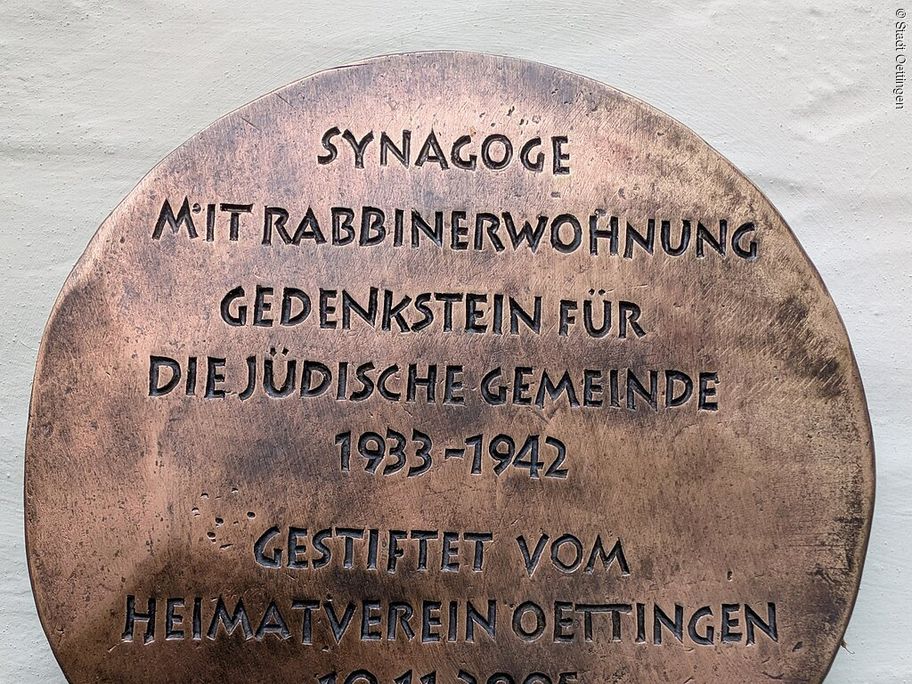 SYNAGOGE
MIT RABBINERWOHNUNG
GEDENKSTEIN FÜR
DIE JÜDISCHE GEMEINDE
1933-1942
GESTIFTET VOM
HEIMATVEREIN OETTINGEN
© Stadt Oettingen